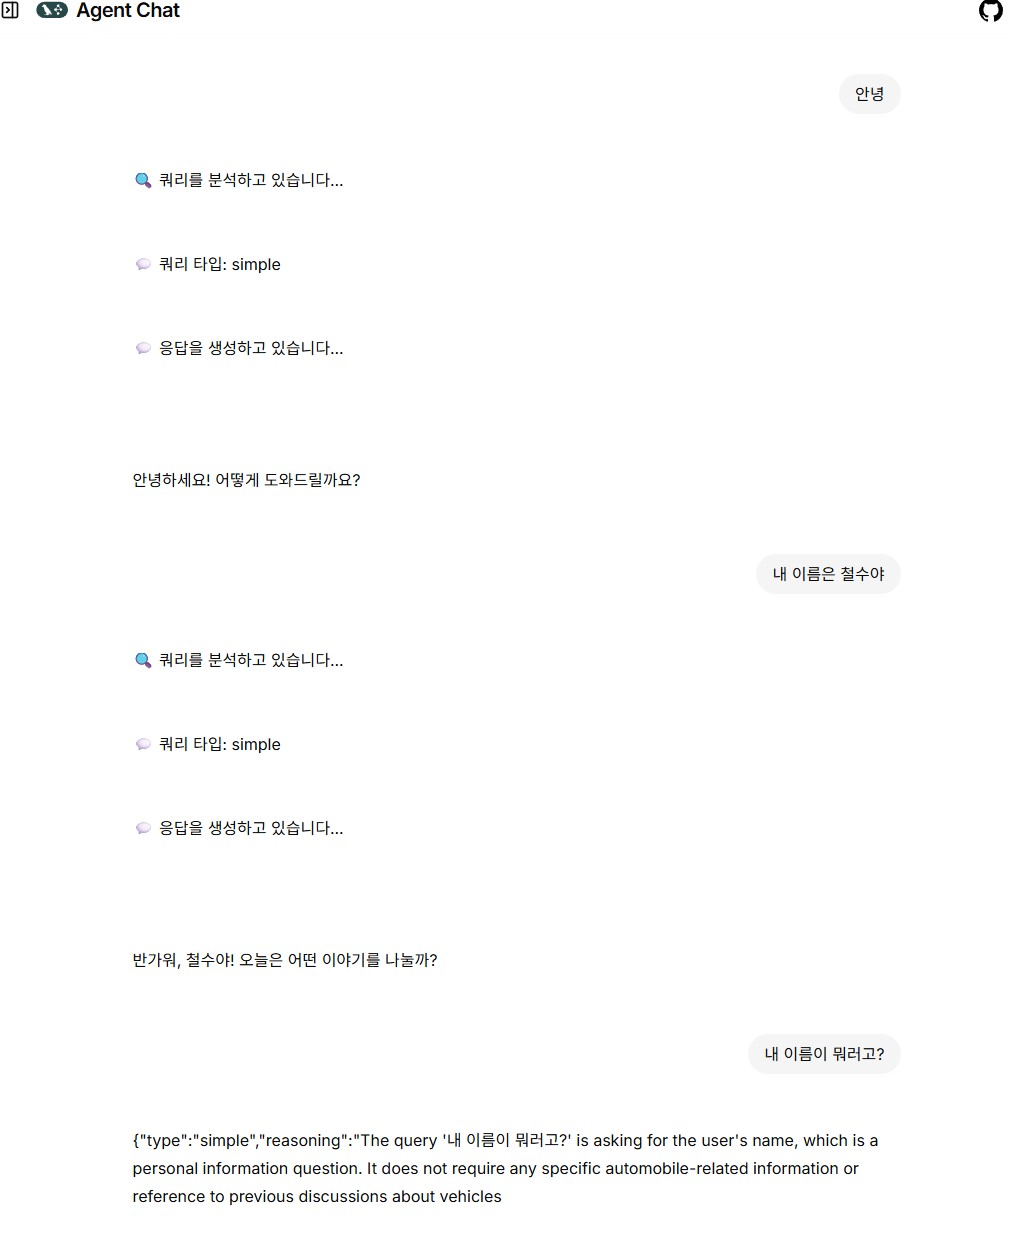 Agent Chat
안녕
🔍 쿼리를 분석하고 있습니다...
💬 쿼리 타입: simple
💬 응답을 생성하고 있습니다...
안녕하세요! 어떻게 도와드릴까요?
내 이름은 철수야
🔍 쿼리를 분석하고 있습니다...
💬 쿼리 타입: simple
💬 응답을 생성하고 있습니다...
반가워, 철수야! 오늘은 어떤 이야기를 나눌까?
내 이름이 뭐러고?
{"type":"simple","reasoning":"The query '내 이름이 뭐러고?' is asking for the user's name, which is a
personal information question. It does not require any specific automobile-related information or
reference to previous discussions about vehicles